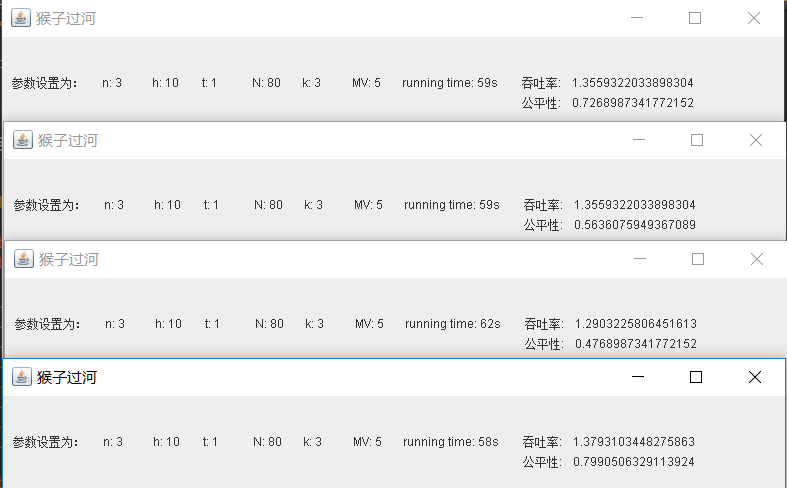 猴子过河
参数设置为： n: 3 h: 10 t: 1 N: 80 k: 3 MV: 5 running time: 59s 吞吐率： 1.3559322033898304
公平性： 0.7268987341772152
猴子过河
参数设置为： n: 3 h: 10 t: 1 N: 80 k: 3 MV: 5 running time: 59s 吞吐率： 1.3559322033898304
公平性： 0.5636075949367089
猴子过河
参数设置为： n: 3 h: 10 t: 1 N: 80 k: 3 MV: 5 running time: 62s 吞吐率： 1.2903225806451613
公平性： 0.4768987341772152
猴子过河
参数设置为： n: 3 h: 10 t: 1 N: 80 k: 3 MV: 5 running time: 58s 吞吐率： 1.3793103448275863
公平性： 0.7990506329113924